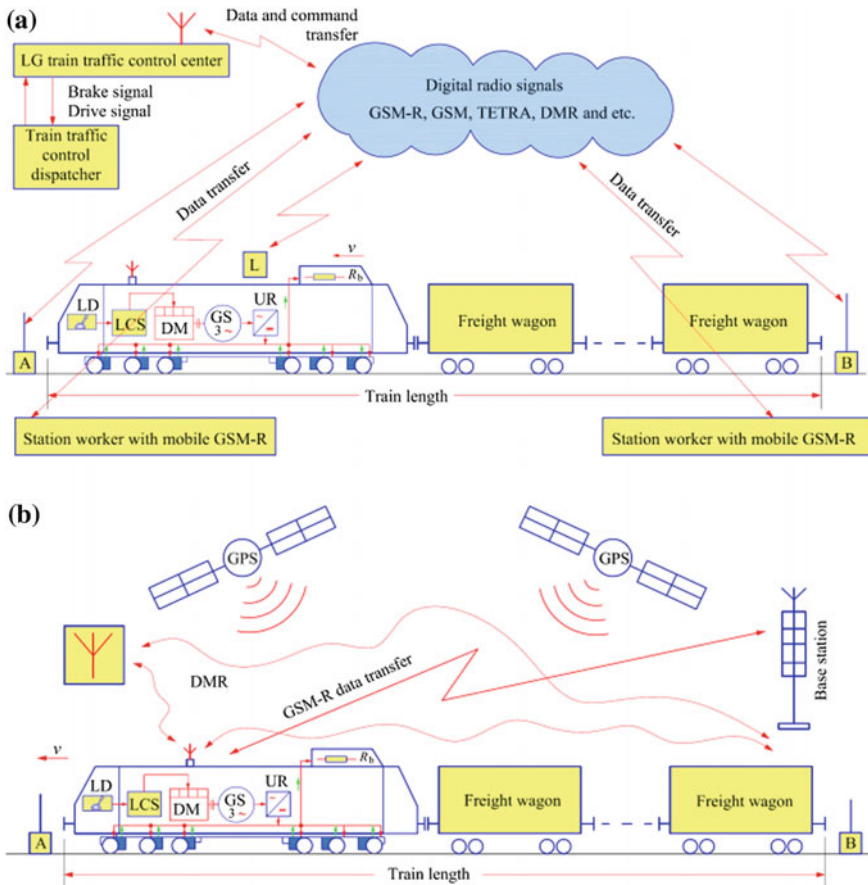 (a)
Data and command
transfer
LG train traffic control center
Brake signal
Drive signal
Train traffic
control
dispatcher
Digital radio signals
GSM-R, GSM, TETRA, DMR and etc.
Data transfer
Data transfer
L
v
R_b
LD
LCS
DM
GS
3 ~
UR
Freight wagon
Freight wagon
A
B
Train length
Station worker with mobile GSM-R
Station worker with mobile GSM-R
(b)
GPS
GPS
DMR
GSM-R data transfer
Base station
v
R_b
LD
LCS
DM
GS
3 ~
UR
Freight wagon
Freight wagon
A
B
Train length